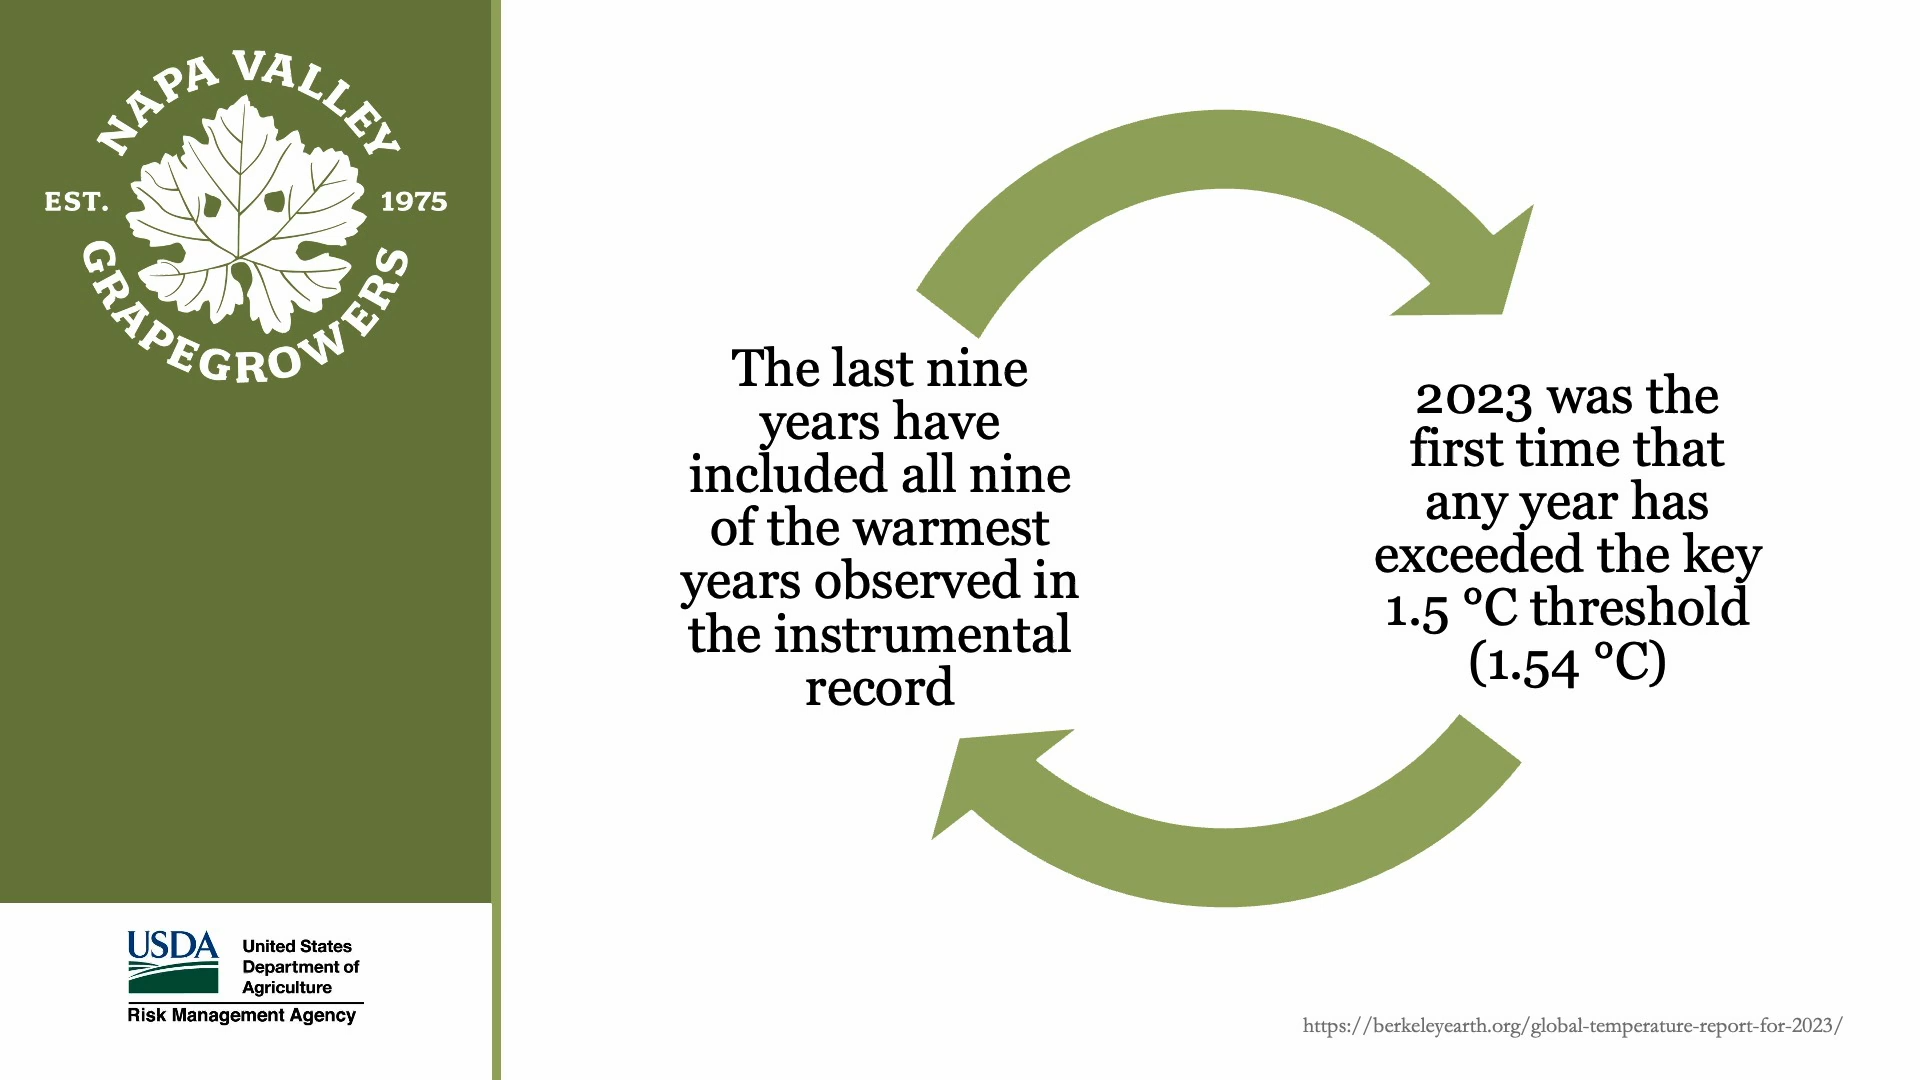 NAPA VALLEY
EST. 1975
GRAPEGROWERS
The last nine
years have
included all nine
of the warmest
years observed in
the instrumental
record
2023 was the
first time that
any year has
exceeded the key
1.5 °C threshold
(1.54 °C)
USDA
United States
Department of
Agriculture
Risk Management Agency
https://berkeleyearth.org/global-temperature-report-for-2023/